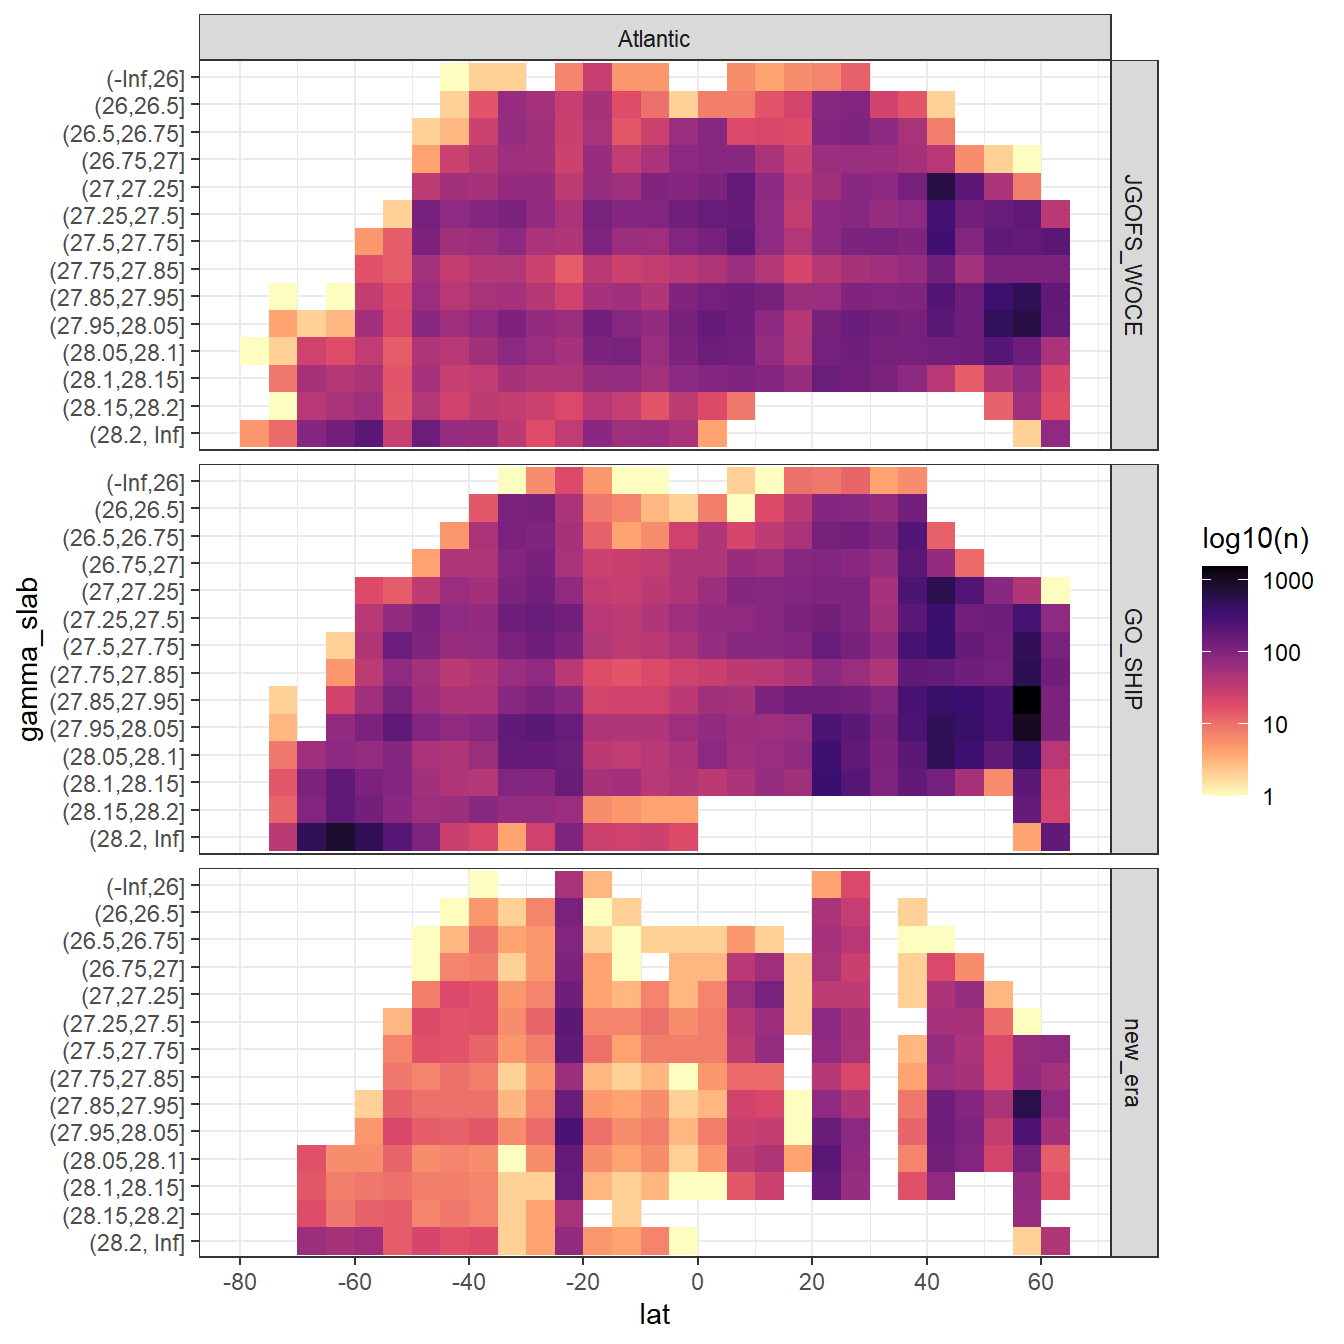 Atlantic
(-Inf,26]
(26,26.5]
(26.5,26.75]
(26.75,27]
(27,27.25]
(27.25,27.5]
(27.5,27.75]
(27.75,27.85]
(27.85,27.95]
(27.95,28.05]
(28.05,28.1]
(28.1,28.15]
(28.15,28.2]
(28.2, Inf]
JGOFS_WOCE
(-Inf,26]
(26,26.5]
(26.5,26.75]
(26.75,27]
(27,27.25]
(27.25,27.5]
(27.5,27.75]
(27.75,27.85]
(27.85,27.95]
(27.95,28.05]
(28.05,28.1]
(28.1,28.15]
(28.15,28.2]
(28.2, Inf]
GO_SHIP
(-Inf,26]
(26,26.5]
(26.5,26.75]
(26.75,27]
(27,27.25]
(27.25,27.5]
(27.5,27.75]
(27.75,27.85]
(27.85,27.95]
(27.95,28.05]
(28.05,28.1]
(28.1,28.15]
(28.15,28.2]
(28.2, Inf]
new_era
gamma_slab
-80 -60 -40 -20 0 20 40 60
lat
log10(n)
1000
100
10
1